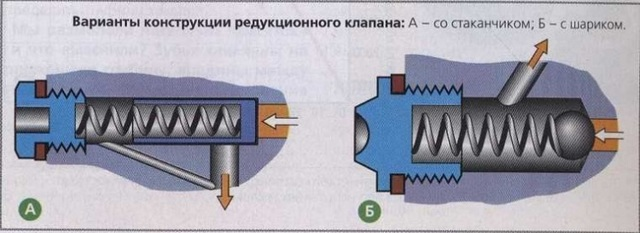 Варианты конструкции редукционного клапана: А – со стаканчиком; Б – с шариком.
А
Б